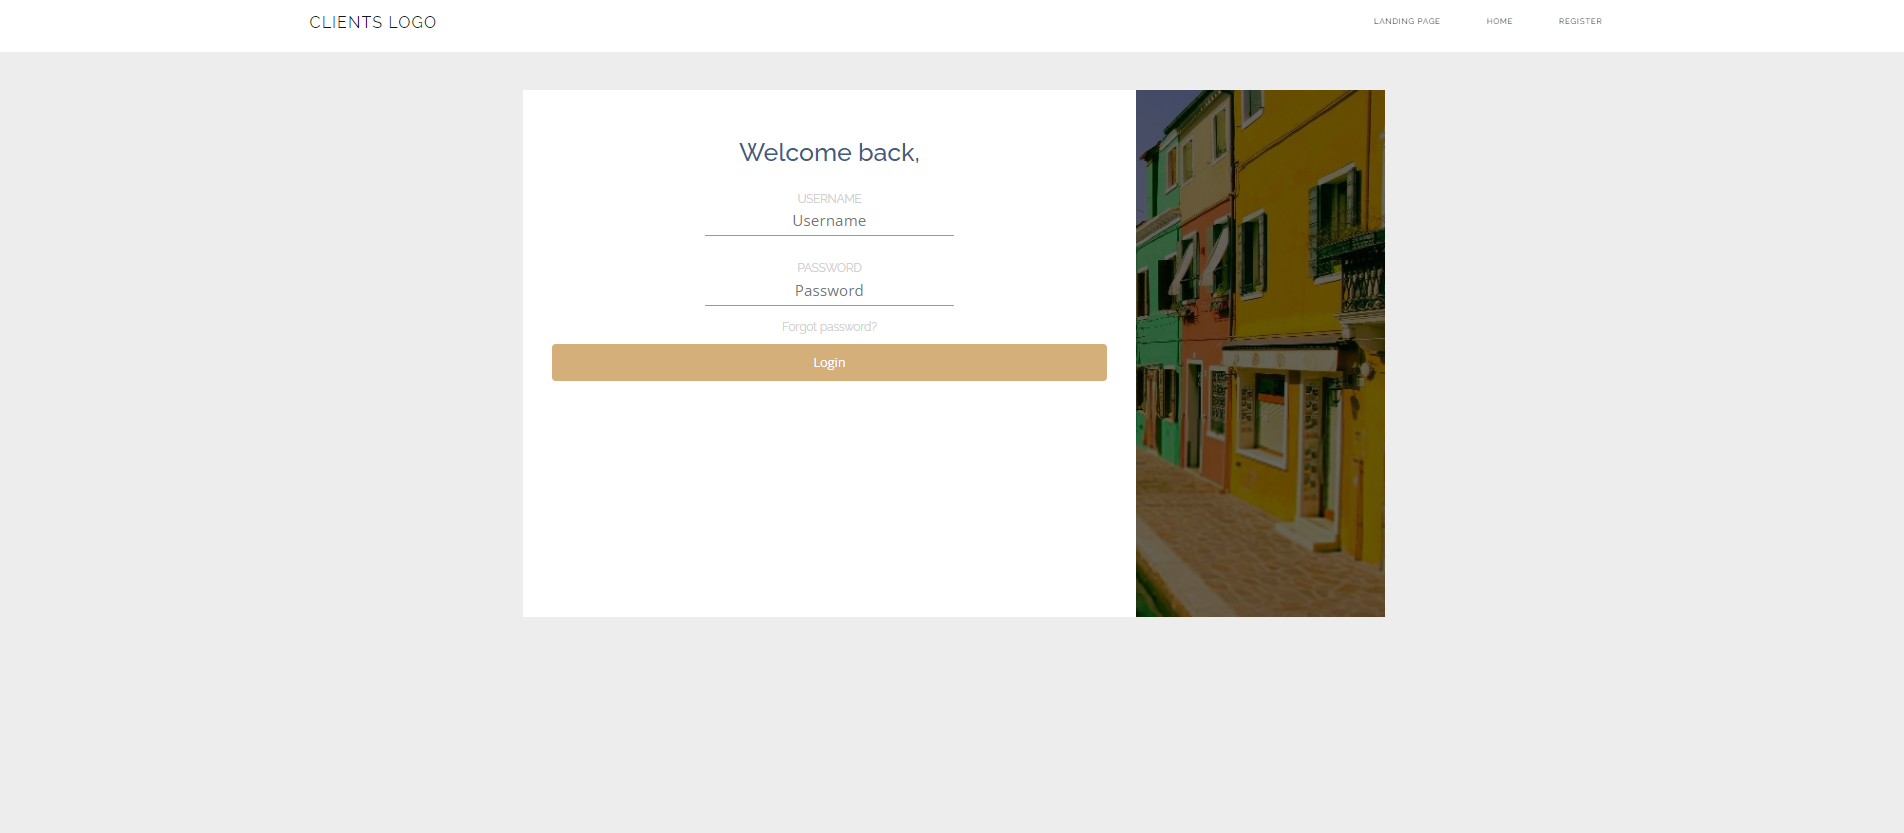 CLIENTS LOGO
LANDING PAGE HOME REGISTER
Welcome back,
USERNAME
Username
PASSWORD
Password
Forgot password?
Login